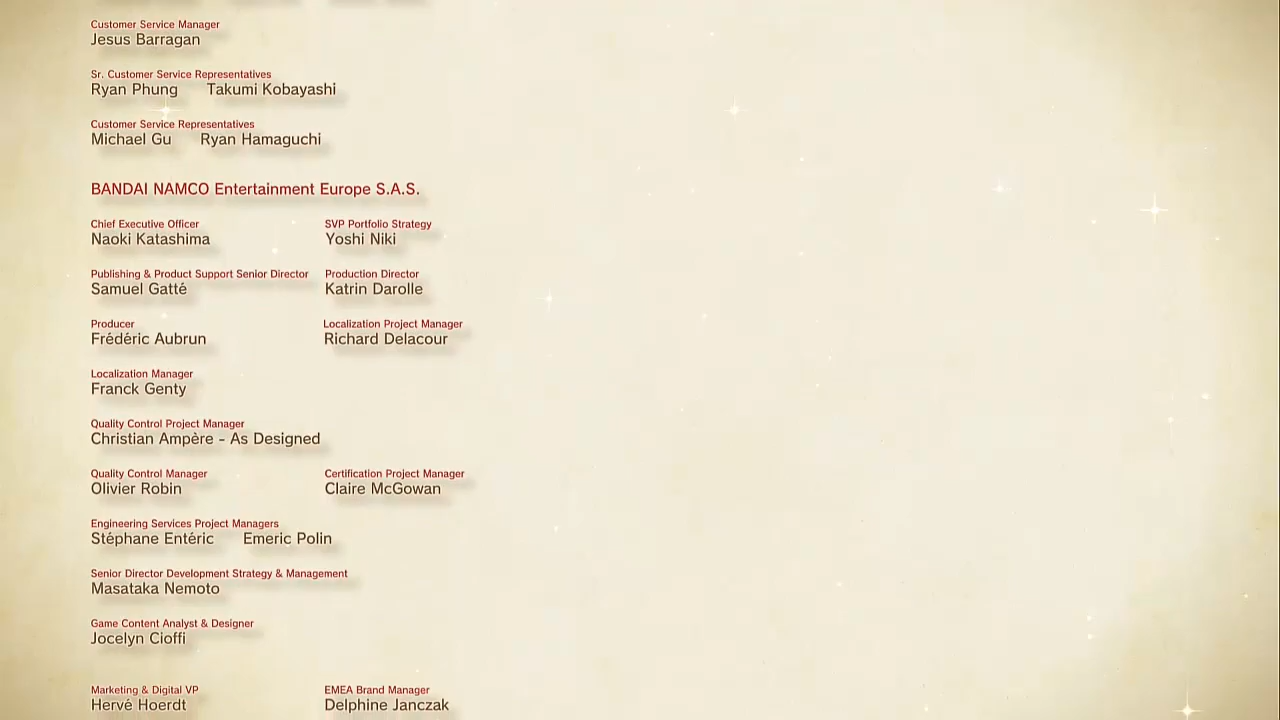 Customer Service Manager
Jesus Barragan
Sr. Customer Service Representatives
Ryan Phung Takumi Kobayashi
Customer Service Representatives
Michael Gu Ryan Hamaguchi
BANDAI NAMCO Entertainment Europe S.A.S.
Chief Executive Officer SVP Portfolio Strategy
Naoki Katashima Yoshi Niki
Publishing & Product Support Senior Director Production Director
Samuel Gatté Katrin Darolle
Producer Localization Project Manager
Frédéric Aubrun Richard Delacour
Localization Manager
Franck Genty
Quality Control Project Manager
Christian Ampère - As Designed
Quality Control Manager Certification Project Manager
Olivier Robin Claire McGowan
Engineering Services Project Managers
Stéphane Entéric Emeric Polin
Senior Director Development Strategy & Management
Masataka Nemoto
Game Content Analyst & Designer
Jocelyn Cioffi
Marketing & Digital VP EMEA Brand Manager
Hervé Hoerdt Delphine Janczak